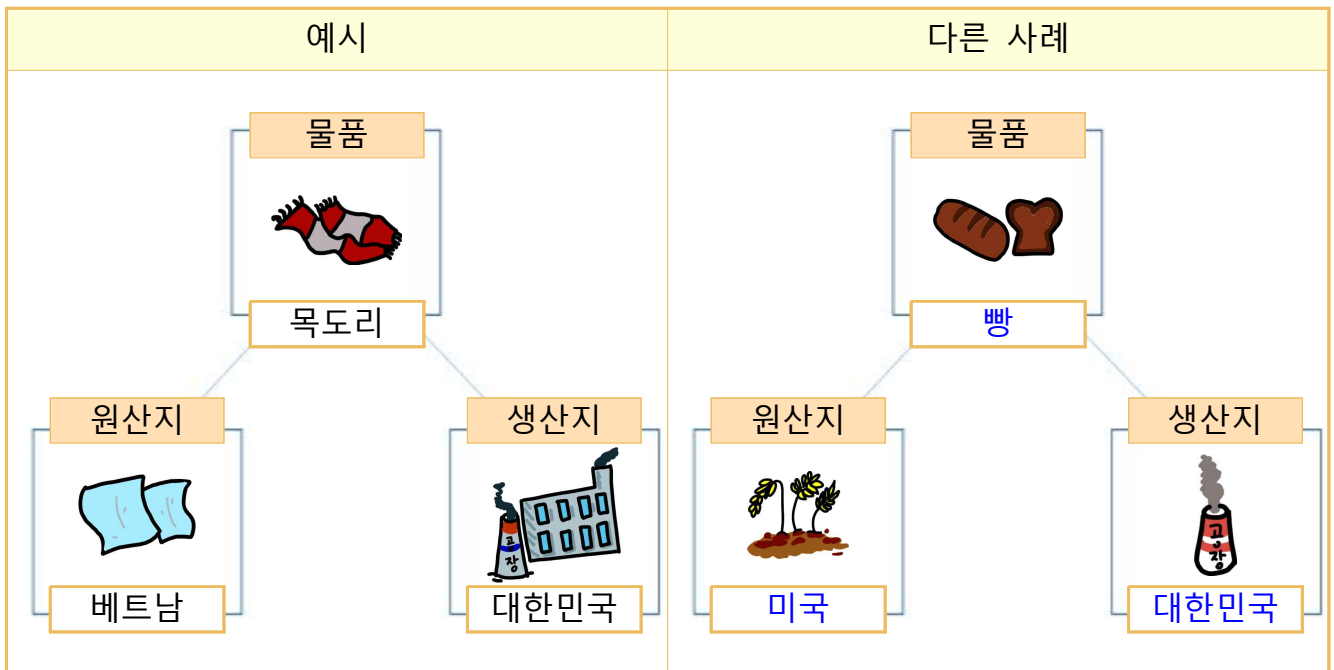 예시
다른 사례
물품
목도리
원산지
베트남
생산지
공장
대한민국
물품
빵
원산지
미국
생산지
공장
대한민국